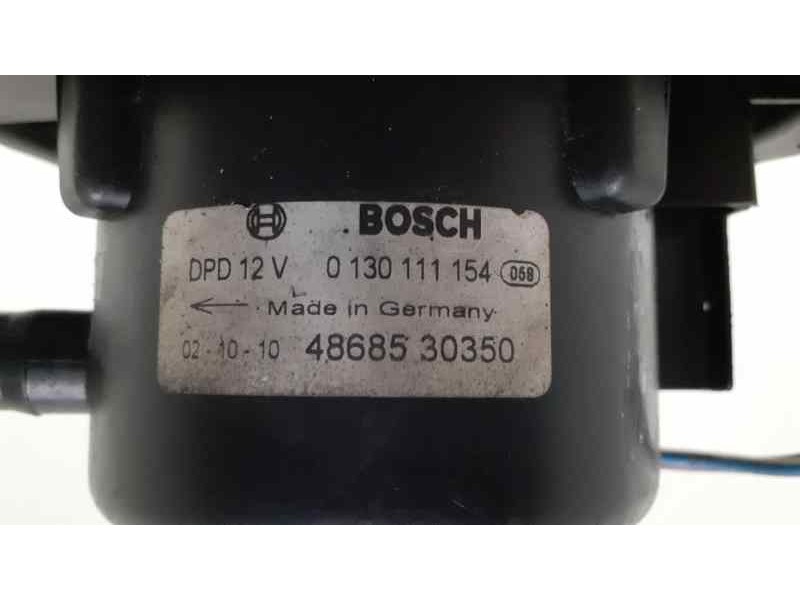 BOSCH
DPD 12 V 0 130 111 154 058
Made in Germany
02-10-10 48685 30350